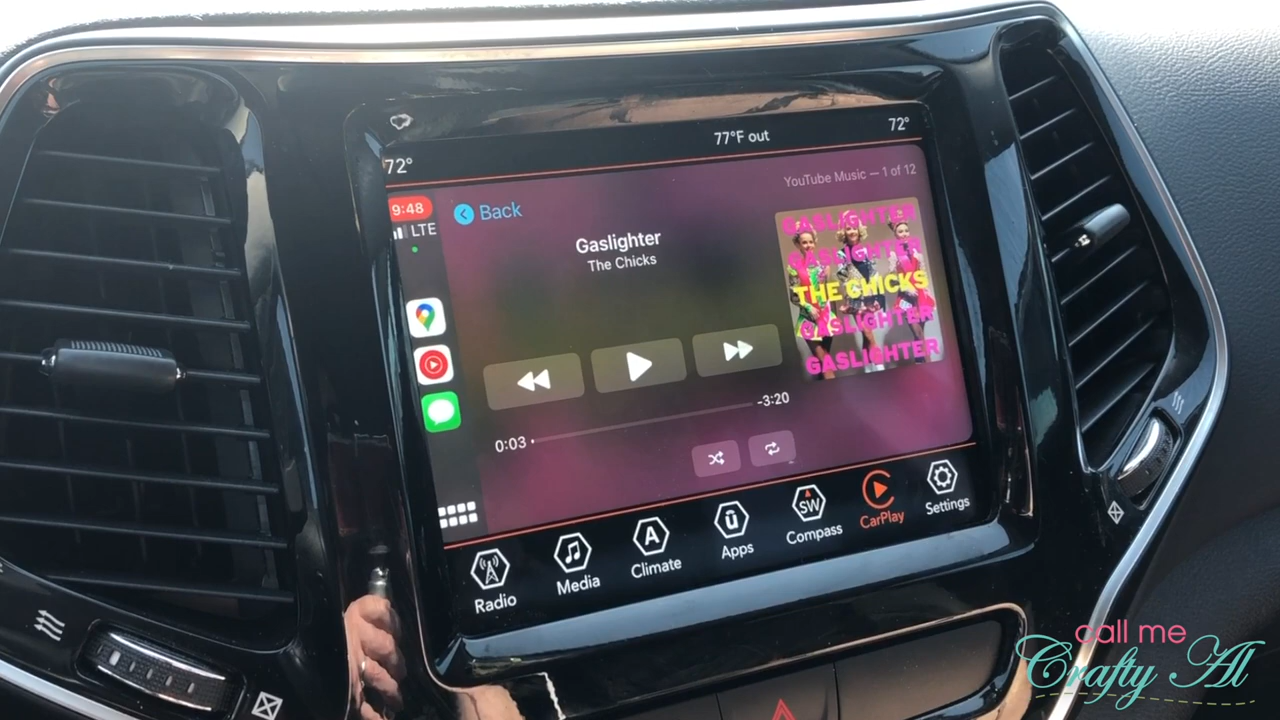 77°F out
72°
72°
YouTube Music — 1 of 12
9:48
LTE
Back
Gaslighter
The Chicks
GASLIGHTER
GASLIGHTER
GASLIGHTER
THE CHICKS
GASLIGHTER
GASLIGHTER
-3:20
0:03
A
û
SW
Radio
Media
Climate
Apps
Compass
CarPlay
Settings
call me
Crafty Al